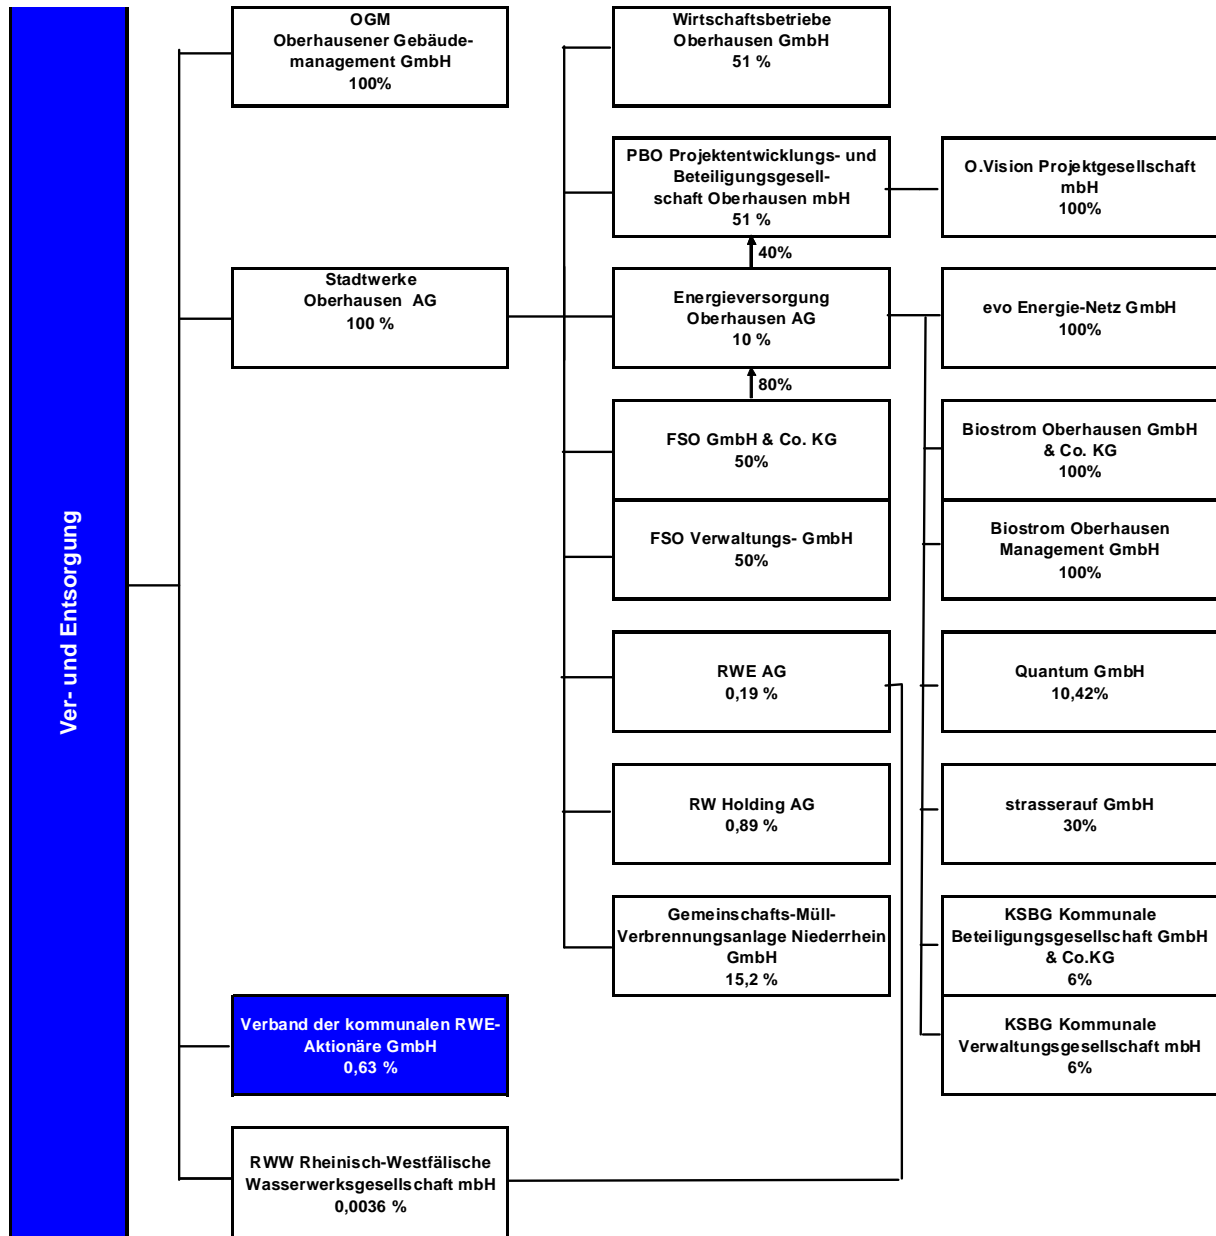 Ver- und Entsorgung
OGM
Oberhausener Gebäude-
management GmbH
100%
Stadtwerke
Oberhausen AG
100 %
Verband der kommunalen RWE-
Aktionäre GmbH
0,63 %
RWW Rheinisch-Westfälische
Wasserwerksgesellschaft mbH
0,0036 %
Wirtschaftsbetriebe
Oberhausen GmbH
51 %
PBO Projektentwicklungs- und
Beteiligungsgesell-
schaft Oberhausen mbH
51 %
40%
Energieversorgung
Oberhausen AG
10 %
80%
FSO GmbH & Co. KG
50%
FSO Verwaltungs- GmbH
50%
RWE AG
0,19 %
RW Holding AG
0,89 %
Gemeinschafts-Müll-
Verbrennungsanlage Niederrhein
GmbH
15,2 %
O.Vision Projektgesellschaft
mbH
100%
evo Energie-Netz GmbH
100%
Biostrom Oberhausen GmbH
& Co. KG
100%
Biostrom Oberhausen
Management GmbH
100%
Quantum GmbH
10,42%
strasserauf GmbH
30%
KSBG Kommunale
Beteiligungsgesellschaft GmbH
& Co.KG
6%
KSBG Kommunale
Verwaltungsgesellschaft mbH
6%